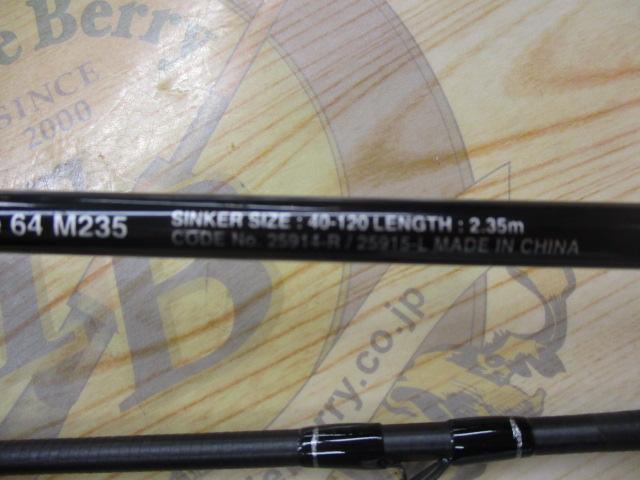 e Berry
SINCE
2000
64 M235
SINKER SIZE : 40-120 LENGTH : 2.35m
CODE No. 25914-R / 25915-L MADE IN CHINA
B
erry.co.jp